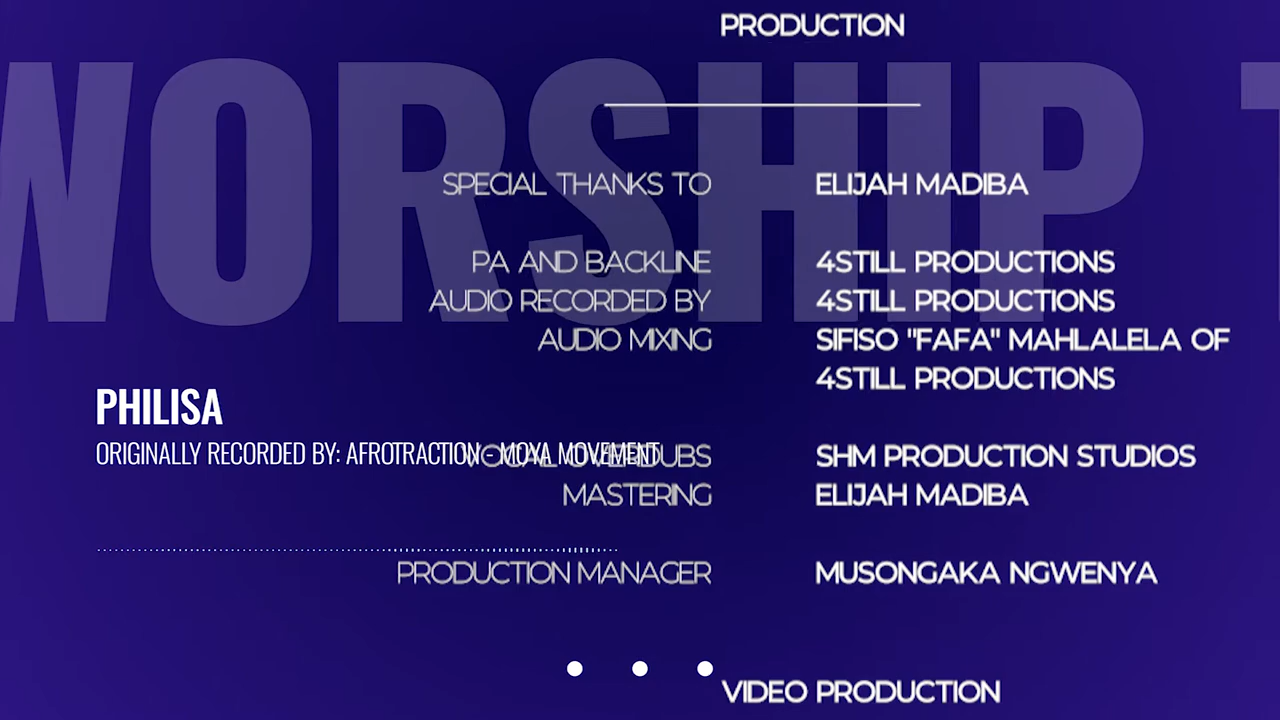 PRODUCTION
WORSHIP T
SPECIAL THANKS TO ELIJAH MADIBA
PA AND BACKLINE 4STILL PRODUCTIONS
AUDIO RECORDED BY 4STILL PRODUCTIONS
AUDIO MIXING SIFISO "FAFA" MAHLALELA OF
4STILL PRODUCTIONS
PHILISA
ORIGINALLY RECORDED BY: AFROTRACTION - MOYA MOVEMENT
VOCAL OVERDUBS SHM PRODUCTION STUDIOS
MASTERING ELIJAH MADIBA
PRODUCTION MANAGER MUSONGAKA NGWENYA
VIDEO PRODUCTION